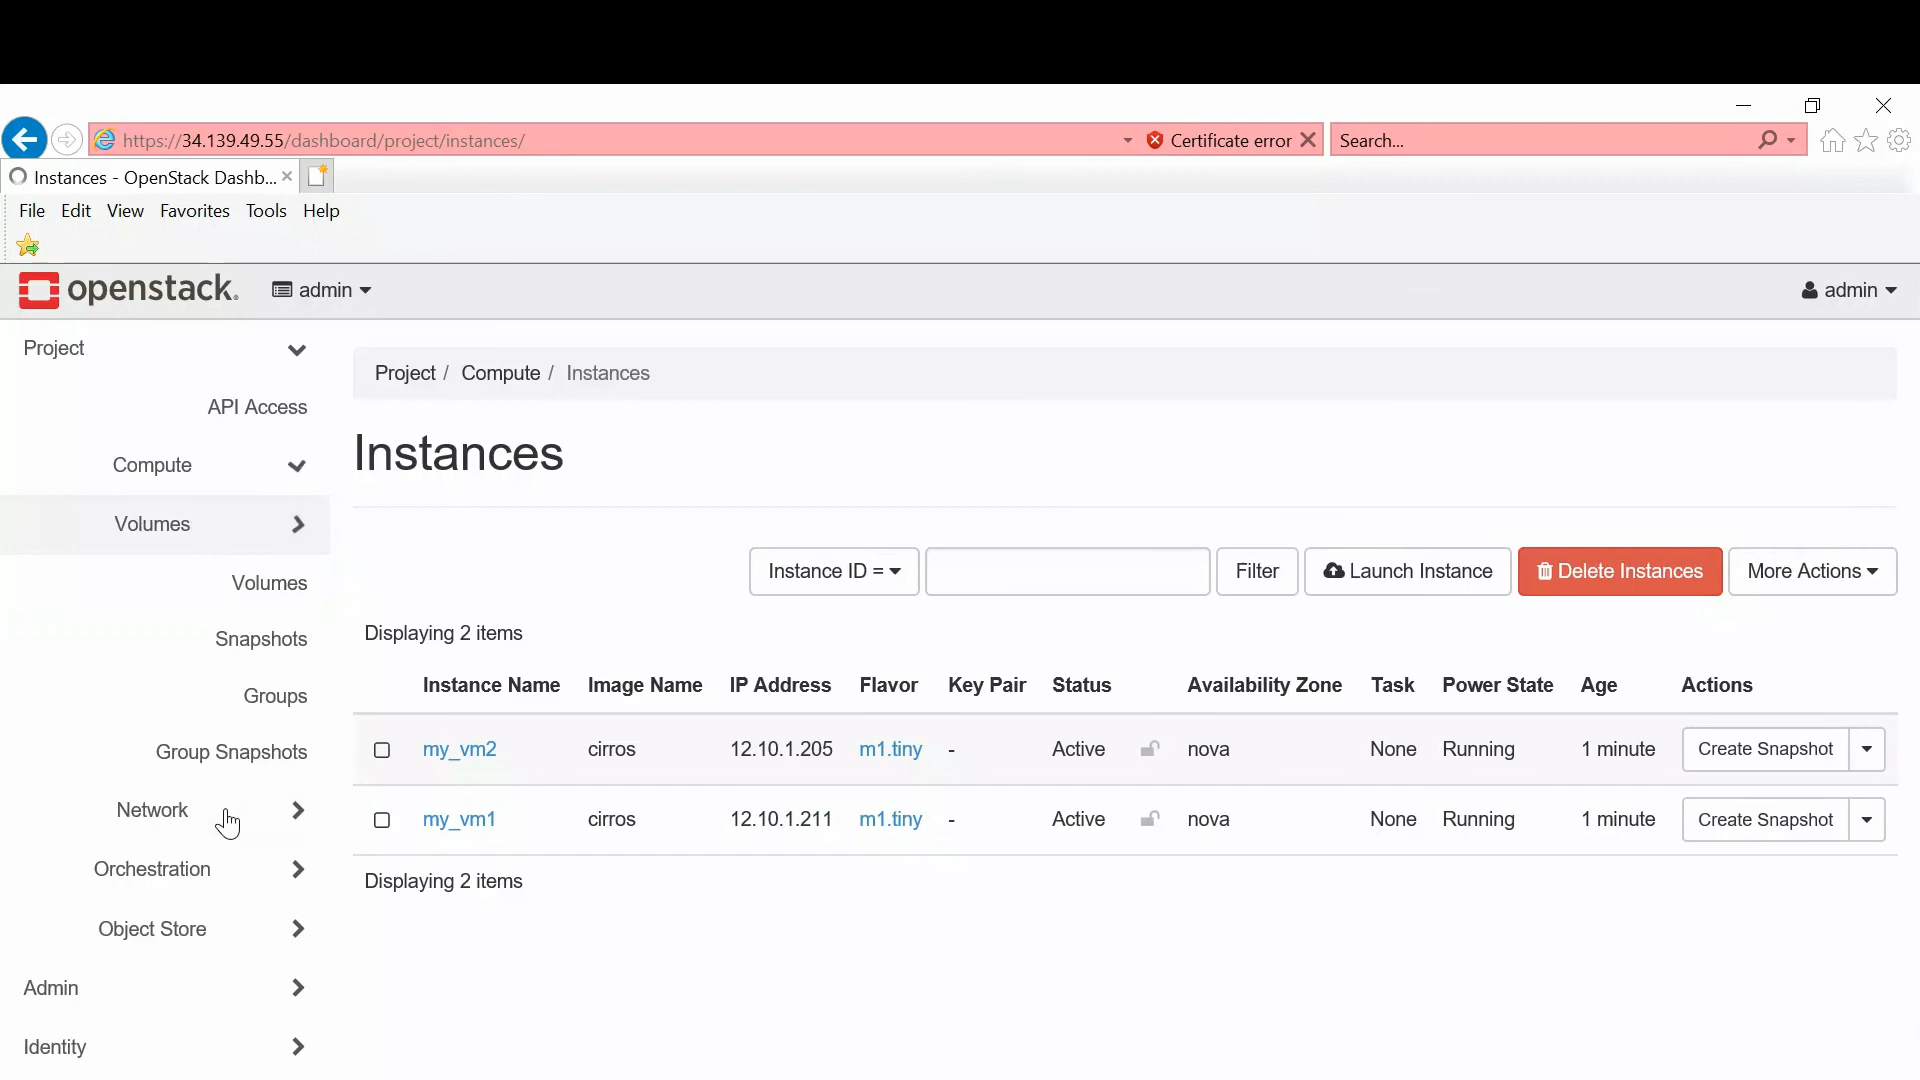 https://34.139.49.55/dashboard/project/instances/ Certificate error Search...
Instances - OpenStack Dashb...
File Edit View Favorites Tools Help
openstack. admin admin
Project
API Access
Compute
Volumes
Volumes
Snapshots
Groups
Group Snapshots
Network
Orchestration
Object Store
Admin
Identity
Project / Compute / Instances
Instances
Instance ID = Filter Launch Instance Delete Instances More Actions
Displaying 2 items
Instance Name Image Name IP Address Flavor Key Pair Status Availability Zone Task Power State Age Actions
my_vm2 cirros 12.10.1.205 m1.tiny - Active nova None Running 1 minute Create Snapshot
my_vm1 cirros 12.10.1.211 m1.tiny - Active nova None Running 1 minute Create Snapshot
Displaying 2 items